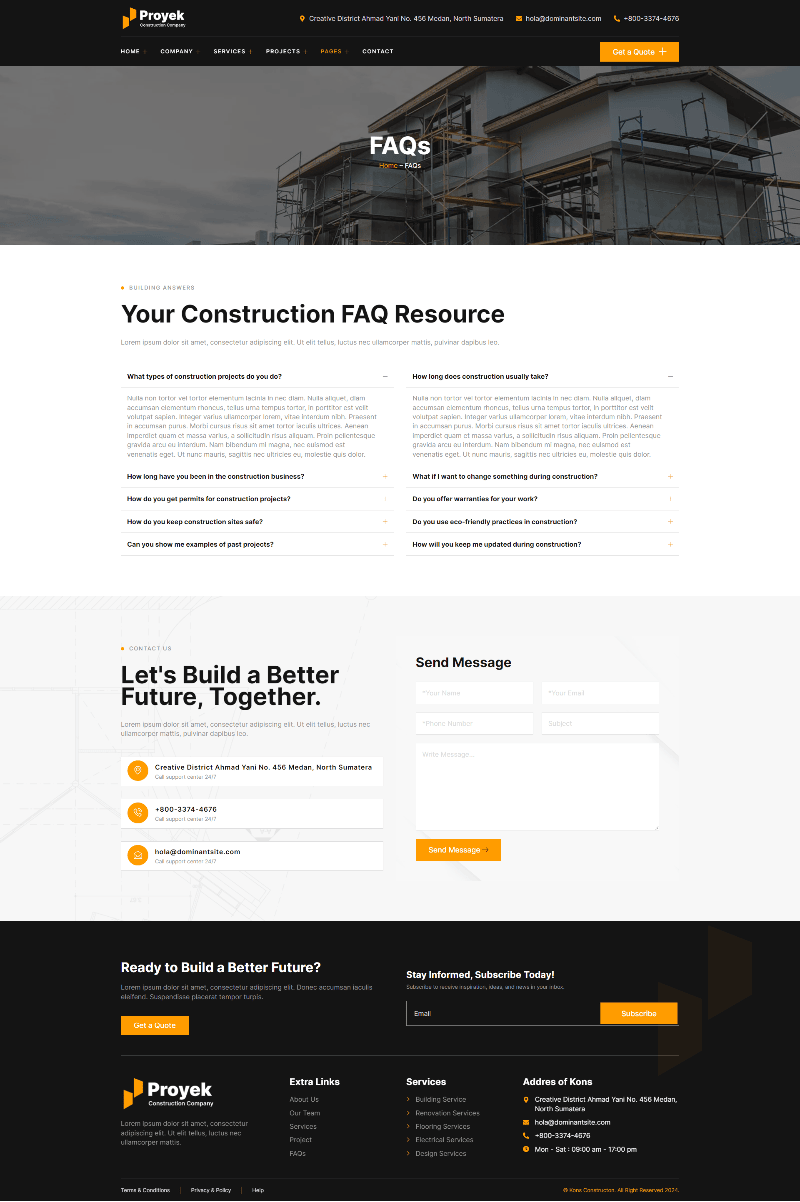 Proyek
Construction Company
Creative District Ahmad Yani No. 456 Medan, North Sumatera
hola@dominantsite.com
+800-3374-4676
HOME
COMPANY
SERVICES
PROJECTS
PAGES
CONTACT
Get a Quote
FAQs
Home – FAQs
BUILDING ANSWERS
Your Construction FAQ Resource
Lorem ipsum dolor sit amet, consectetur adipiscing elit. Ut elit tellus, luctus nec ullamcorper mattis, pulvinar dapibus leo.
What types of construction projects do you do?
Nulla non tortor vel tortor elementum lacinia in nec diam. Nulla aliquet, diam
accumsan elementum rhoncus, tellus urna tempus tortor, in porttitor est velit
volutpat sapien. Integer varius ullamcorper lorem, vitae interdum nibh. Praesent
in accumsan purus. Morbi cursus risus sit amet tortor iaculis ultrices. Aenean
imperdiet quam et massa varius, a sollicitudin risus aliquam. Proin pellentesque
gravida arcu eu interdum. Nam bibendum mi magna, nec euismod est
venenatis eget. Ut nunc mauris, sagittis nec ultricies eu, molestie quis dolor.
How long have you been in the construction business?
How do you get permits for construction projects?
How do you keep construction sites safe?
Can you show me examples of past projects?
How long does construction usually take?
Nulla non tortor vel tortor elementum lacinia in nec diam. Nulla aliquet, diam
accumsan elementum rhoncus, tellus urna tempus tortor, in porttitor est velit
volutpat sapien. Integer varius ullamcorper lorem, vitae interdum nibh. Praesent
in accumsan purus. Morbi cursus risus sit amet tortor iaculis ultrices. Aenean
imperdiet quam et massa varius, a sollicitudin risus aliquam. Proin pellentesque
gravida arcu eu interdum. Nam bibendum mi magna, nec euismod est
venenatis eget. Ut nunc mauris, sagittis nec ultricies eu, molestie quis dolor.
What if I want to change something during construction?
Do you offer warranties for your work?
Do you use eco-friendly practices in construction?
How will you keep me updated during construction?
CONTACT US
Let's Build a Better
Future, Together.
Lorem ipsum dolor sit amet, consectetur adipiscing elit. Ut elit tellus, luctus nec
ullamcorper mattis, pulvinar dapibus leo.
Creative District Ahmad Yani No. 456 Medan, North Sumatera
Call support center 24/7
+800-3374-4676
Call support center 24/7
hola@dominantsite.com
Call support center 24/7
Send Message
*Your Name
*Your Email
*Phone Number
Subject
Write Message...
Send Message
Ready to Build a Better Future?
Lorem ipsum dolor sit amet, consectetur adipiscing elit. Donec accumsan iaculis
eleifend. Suspendisse placerat tempor turpis.
Get a Quote
Stay Informed, Subscribe Today!
Subscribe to receive inspiration, ideas, and news in your inbox.
Email
Subscribe
Proyek
Construction Company
Lorem ipsum dolor sit amet, consectetur
adipiscing elit. Ut elit tellus, luctus nec
ullamcorper mattis.
Extra Links
About Us
Our Team
Services
Project
FAQs
Services
Building Service
Renovation Services
Flooring Services
Electrical Services
Design Services
Addres of Kons
Creative District Ahmad Yani No. 456 Medan,
North Sumatera
hola@dominantsite.com
+800-3374-4676
Mon - Sat : 09:00 am - 17:00 pm
Terms & Conditions
Privacy & Policy
Help
© Kons Constructon. All Right Reserved 2024.